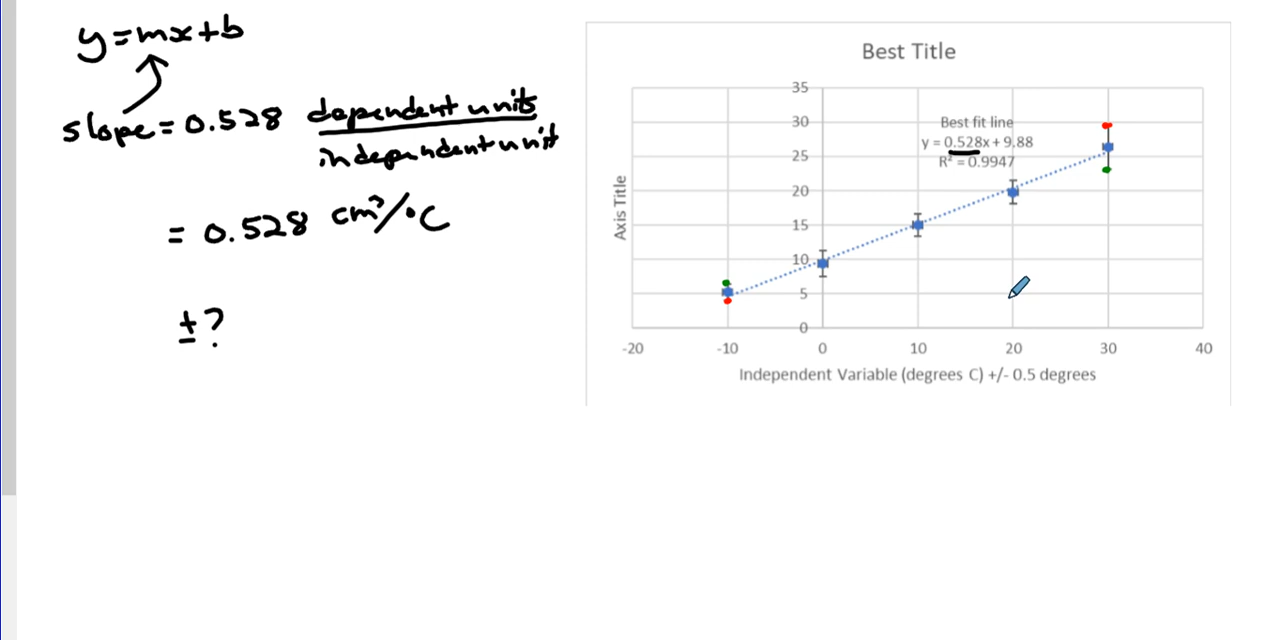 y=mx+b
slope=0.528 dependent units
independent unit
= 0.528 cm³/°C
±?
Best Title
35
30
25
20
15
10
5
0
Best fit line
y = 0.528x + 9.88
R² = 0.9947
Axis Title
-20 -10 0 10 20 30 40
Independent Variable (degrees C) +/- 0.5 degrees